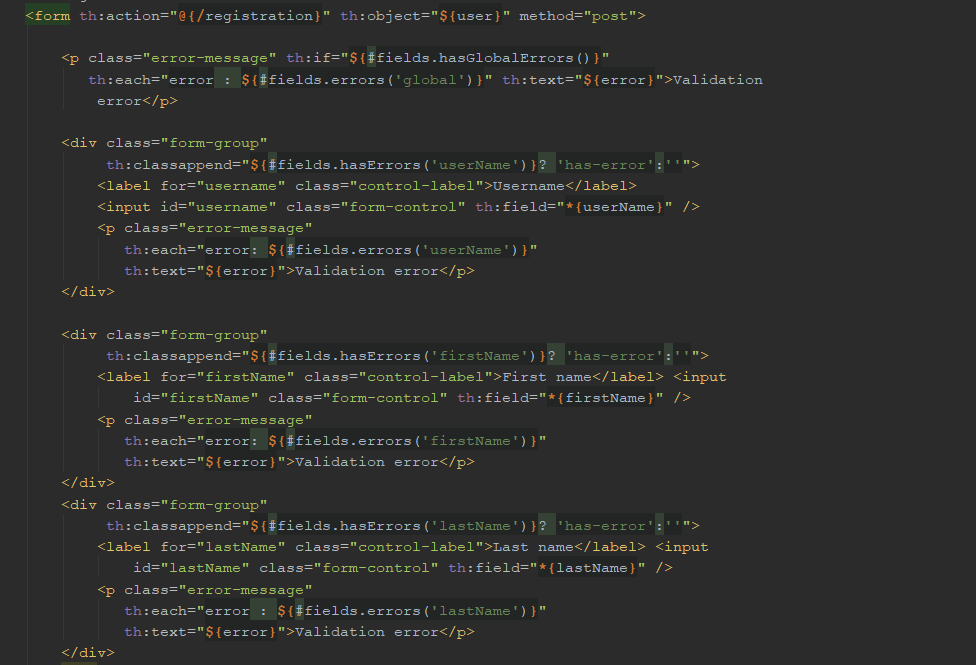 <form th:action="@{/registration}" th:object="${user}" method="post">
<p class="error-message" th:if="${#fields.hasGlobalErrors()}"
th:each="error : ${#fields.errors('global')}" th:text="${error}">Validation
error</p>
<div class="form-group"
th:classappend="${#fields.hasErrors('userName')}? 'has-error':''">
<label for="username" class="control-label">Username</label>
<input id="username" class="form-control" th:field="*{userName}" />
<p class="error-message"
th:each="error: ${#fields.errors('userName')}"
th:text="${error}">Validation error</p>
</div>
<div class="form-group"
th:classappend="${#fields.hasErrors('firstName')}? 'has-error':''">
<label for="firstName" class="control-label">First name</label> <input
id="firstName" class="form-control" th:field="*{firstName}" />
<p class="error-message"
th:each="error: ${#fields.errors('firstName')}"
th:text="${error}">Validation error</p>
</div>
<div class="form-group"
th:classappend="${#fields.hasErrors('lastName')}? 'has-error':''">
<label for="lastName" class="control-label">Last name</label> <input
id="lastName" class="form-control" th:field="*{lastName}" />
<p class="error-message"
th:each="error : ${#fields.errors('lastName')}"
th:text="${error}">Validation error</p>
</div>